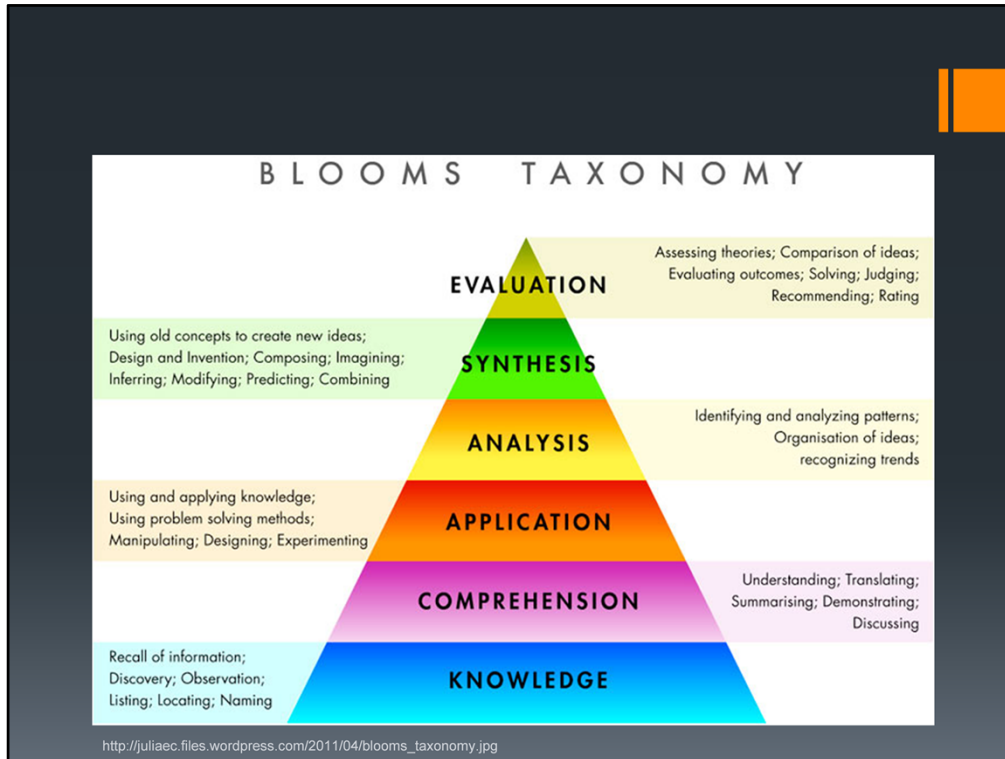 BLOOMS TAXONOMY
EVALUATION
Assessing theories; Comparison of ideas;
Evaluating outcomes; Solving; Judging;
Recommending; Rating
Using old concepts to create new ideas;
Design and Invention; Composing; Imagining;
Inferring; Modifying; Predicting; Combining
SYNTHESIS
ANALYSIS
Identifying and analyzing patterns;
Organisation of ideas;
recognizing trends
Using and applying knowledge;
Using problem solving methods;
Manipulating; Designing; Experimenting
APPLICATION
COMPREHENSION
Understanding; Translating;
Summarising; Demonstrating;
Discussing
Recall of information;
Discovery; Observation;
Listing; Locating; Naming
KNOWLEDGE
http://juliaec.files.wordpress.com/2011/04/blooms_taxonomy.jpg